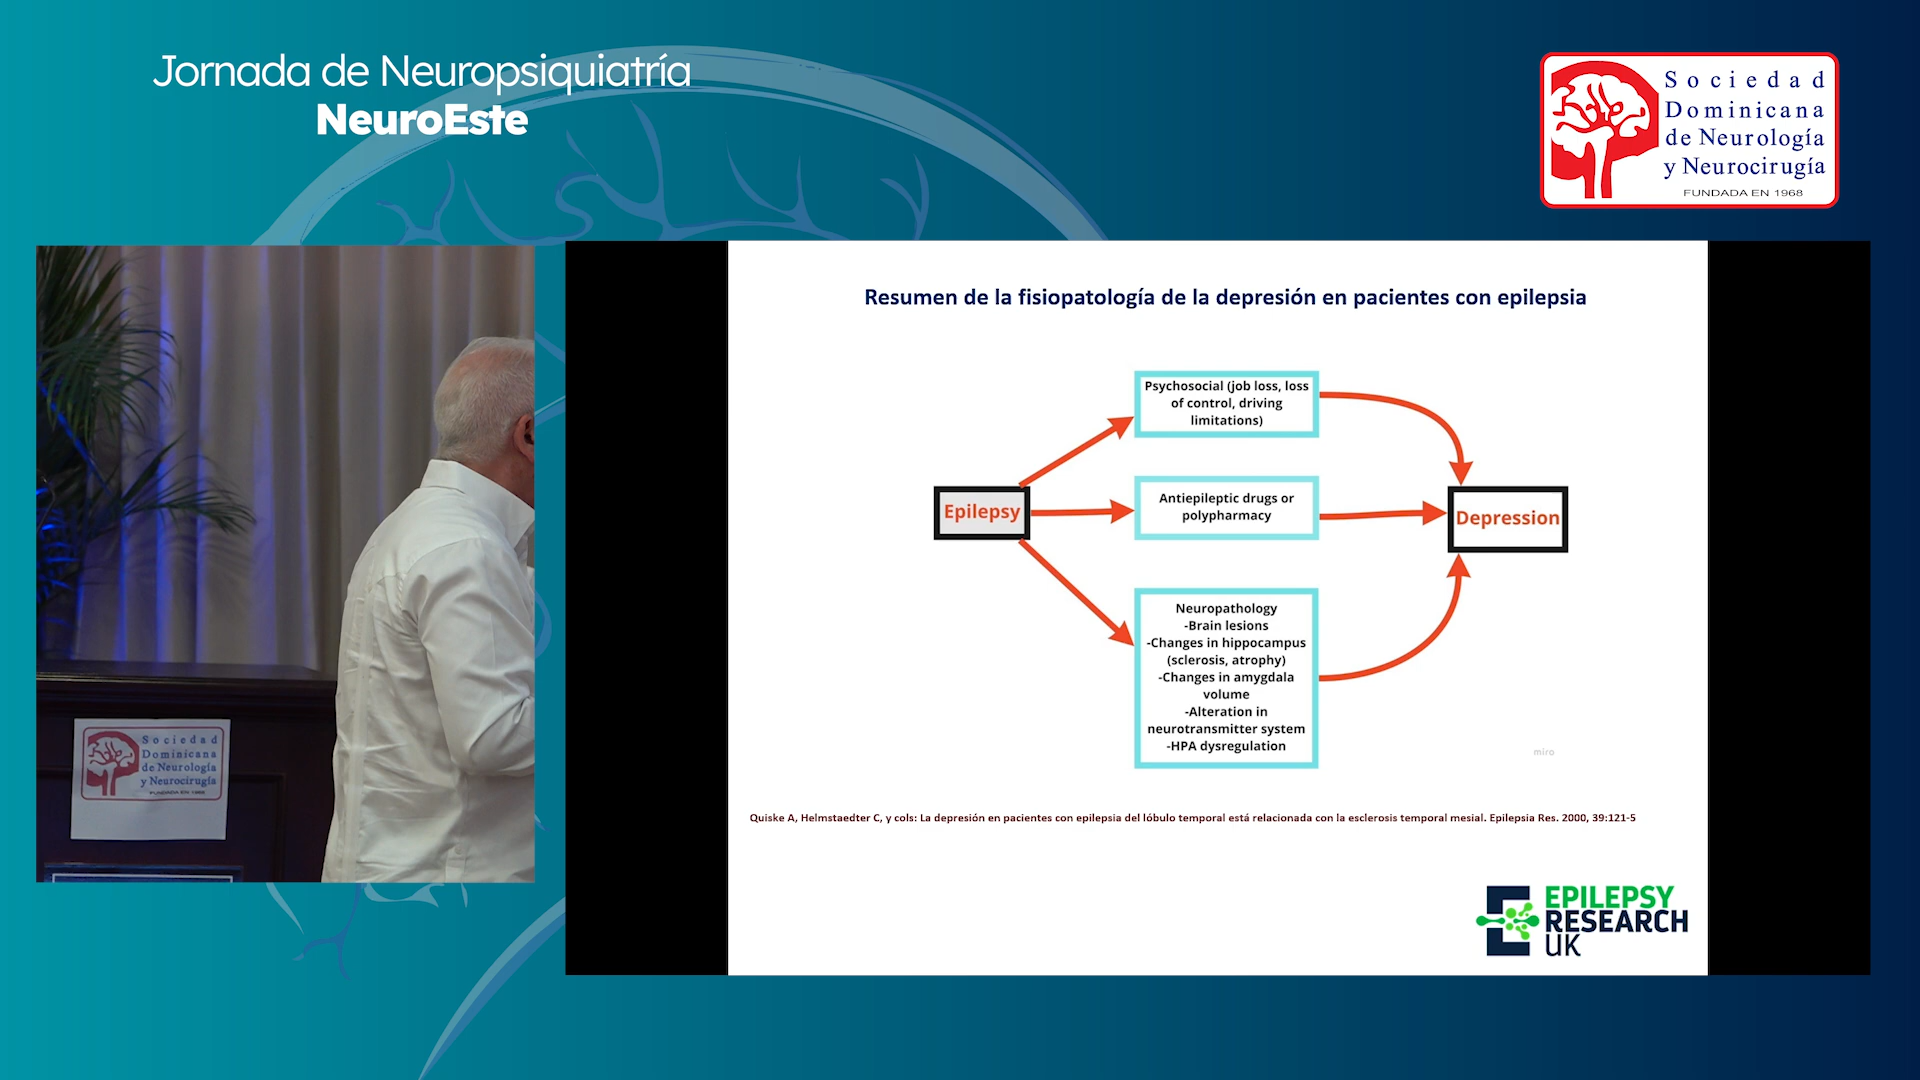 Jornada de Neuropsiquiatría
NeuroEste
Sociedad
Dominicana
de Neurología
y Neurocirugía
FUNDADA EN 1968
Resumen de la fisiopatología de la depresión en pacientes con epilepsia
Psychosocial (job loss, loss
of control, driving
limitations)
Epilepsy
Antiepileptic drugs or
polypharmacy
Depression
Neuropathology
-Brain lesions
-Changes in hippocampus
(sclerosis, atrophy)
-Changes in amygdala
volume
-Alteration in
neurotransmitter system
-HPA dysregulation
miro
Quiske A, Helmstaedter C, y cols: La depresión en pacientes con epilepsia del lóbulo temporal está relacionada con la esclerosis temporal mesial. Epilepsia Res. 2000, 39:121-5
EPILEPSY
RESEARCH
UK
Sociedad
Dominicana
de Neurología
y Neurocirugía
FUNDADA EN 1968